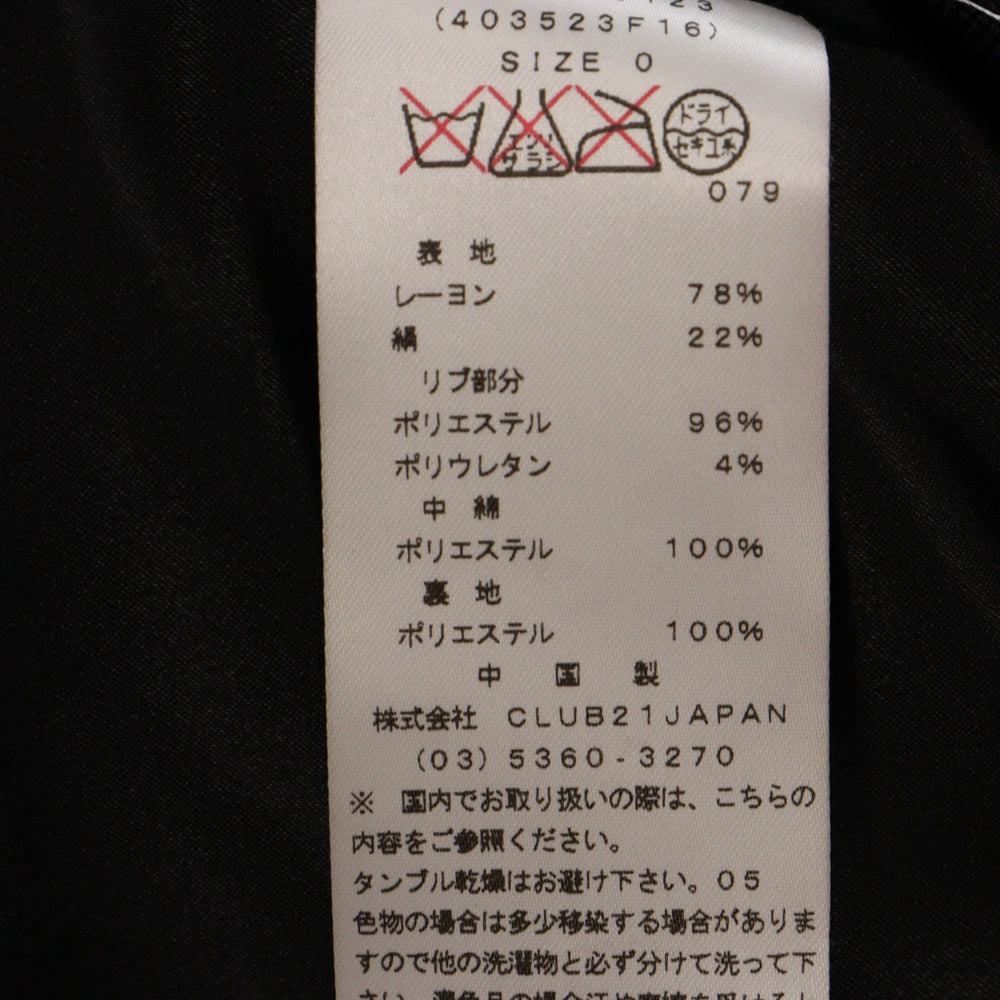 (403523F16)
SIZE 0
エンソ
サラシ
ドライ
セキユ系
079
表 地
レーヨン 78%
絹 22%
リブ部分
ポリエステル 96%
ポリウレタン 4%
中 綿
ポリエステル 100%
裏 地
ポリエステル 100%
中 国 製
株式会社 CLUB21JAPAN
(03)5360-3270
※ 国内でお取り扱いの際は、こちらの
内容をご参照ください。
タンブル乾燥はお避け下さい。05
色物の場合は多少移染する場合がありま
すので他の洗濯物と必ず分けて洗って下